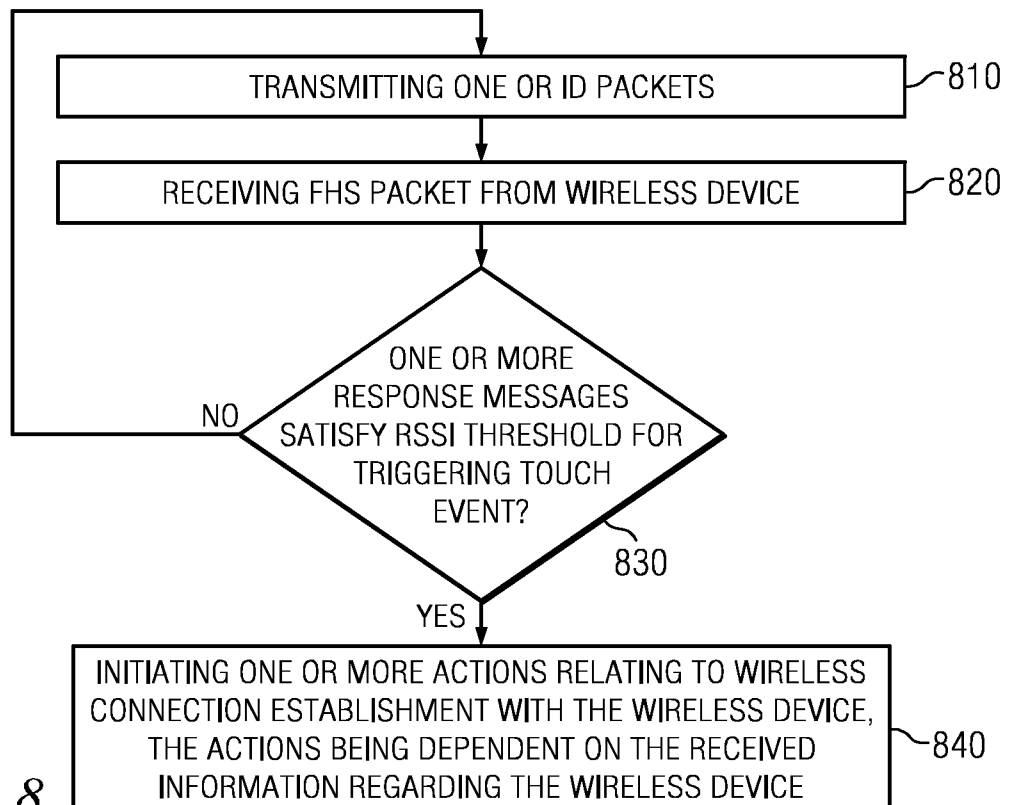 TRANSMITTING ONE OR ID PACKETS
810
RECEIVING FHS PACKET FROM WIRELESS DEVICE
820
ONE OR MORE
RESPONSE MESSAGES
SATISFY RSSI THRESHOLD FOR
TRIGGERING TOUCH
EVENT?
NO
830
YES
INITIATING ONE OR MORE ACTIONS RELATING TO WIRELESS
CONNECTION ESTABLISHMENT WITH THE WIRELESS DEVICE,
THE ACTIONS BEING DEPENDENT ON THE RECEIVED
INFORMATION REGARDING THE WIRELESS DEVICE
840
8